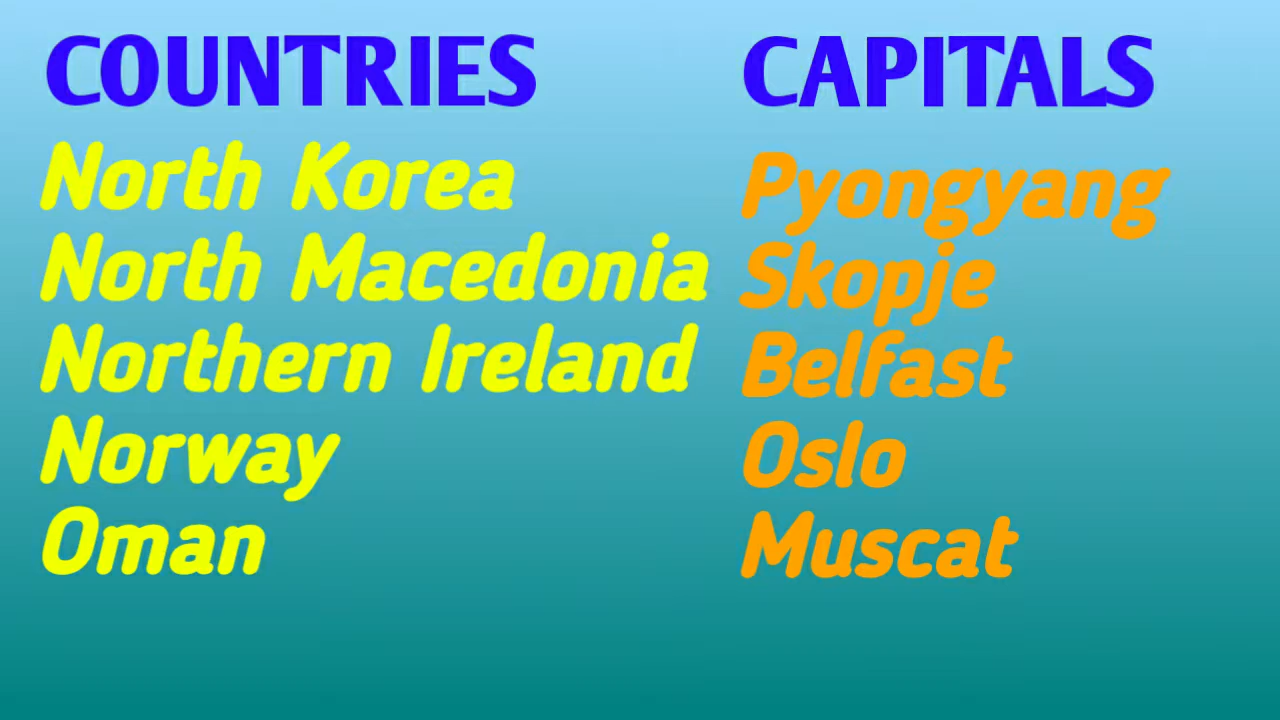 COUNTRIES CAPITALS
North Korea Pyongyang
North Macedonia Skopje
Northern Ireland Belfast
Norway Oslo
Oman Muscat